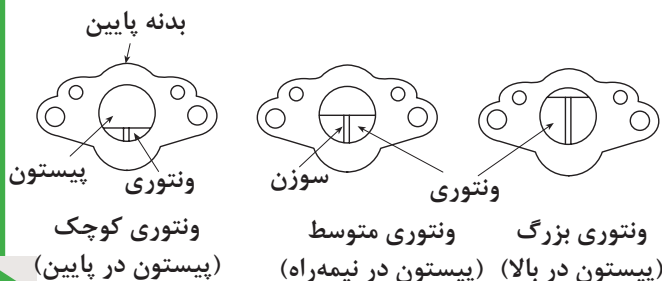 بدنه پایین
پیستون
ونتوری
سوزن
ونتوری
ونتوری کوچک
(پیستون در پایین)
ونتوری متوسط
(پیستون در نیمه‌راه)
ونتوری بزرگ
(پیستون در بالا)